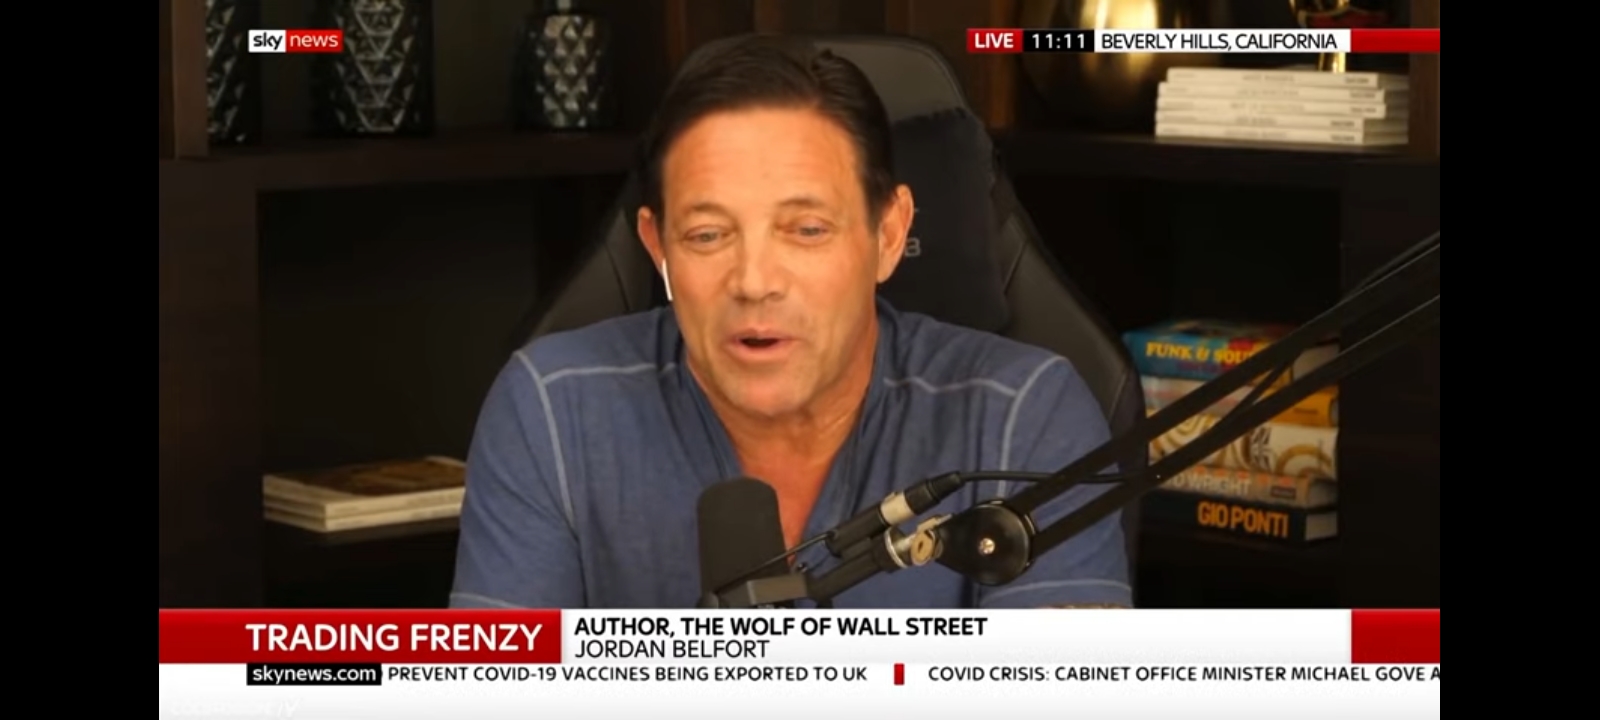 sky news
LIVE 11:11 BEVERLY HILLS, CALIFORNIA
FUNK & SOU
WRIGHT
GIO PONTI
TRADING FRENZY
AUTHOR, THE WOLF OF WALL STREET
JORDAN BELFORT
skynews.com PREVENT COVID-19 VACCINES BEING EXPORTED TO UK COVID CRISIS: CABINET OFFICE MINISTER MICHAEL GOVE A